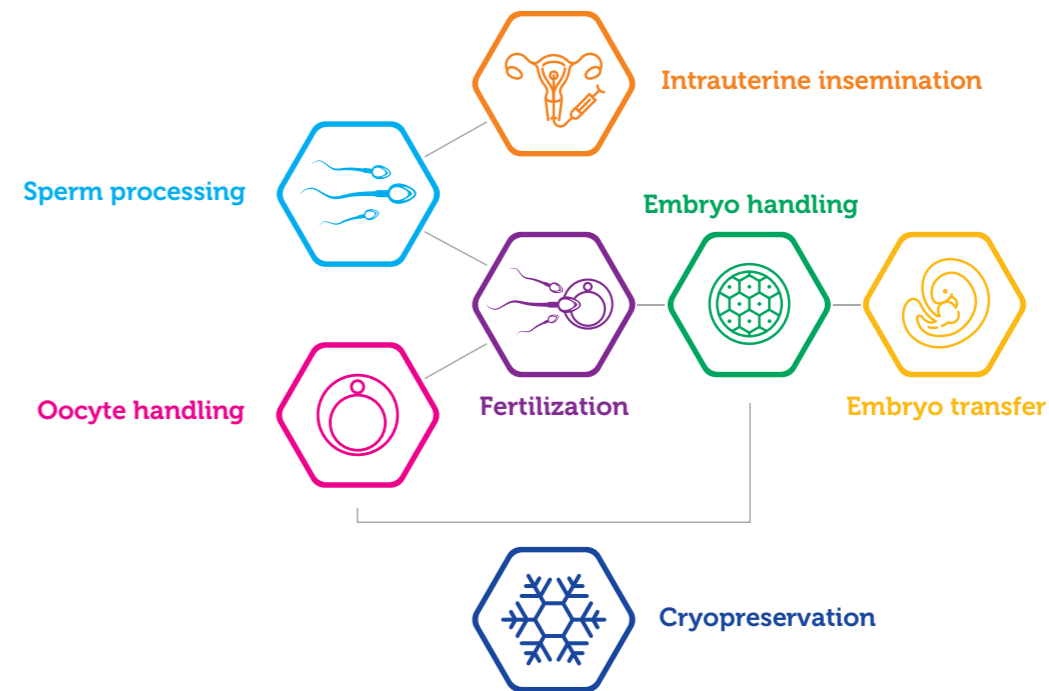 Intrauterine insemination
Sperm processing
Embryo handling
Oocyte handling
Fertilization
Embryo transfer
Cryopreservation